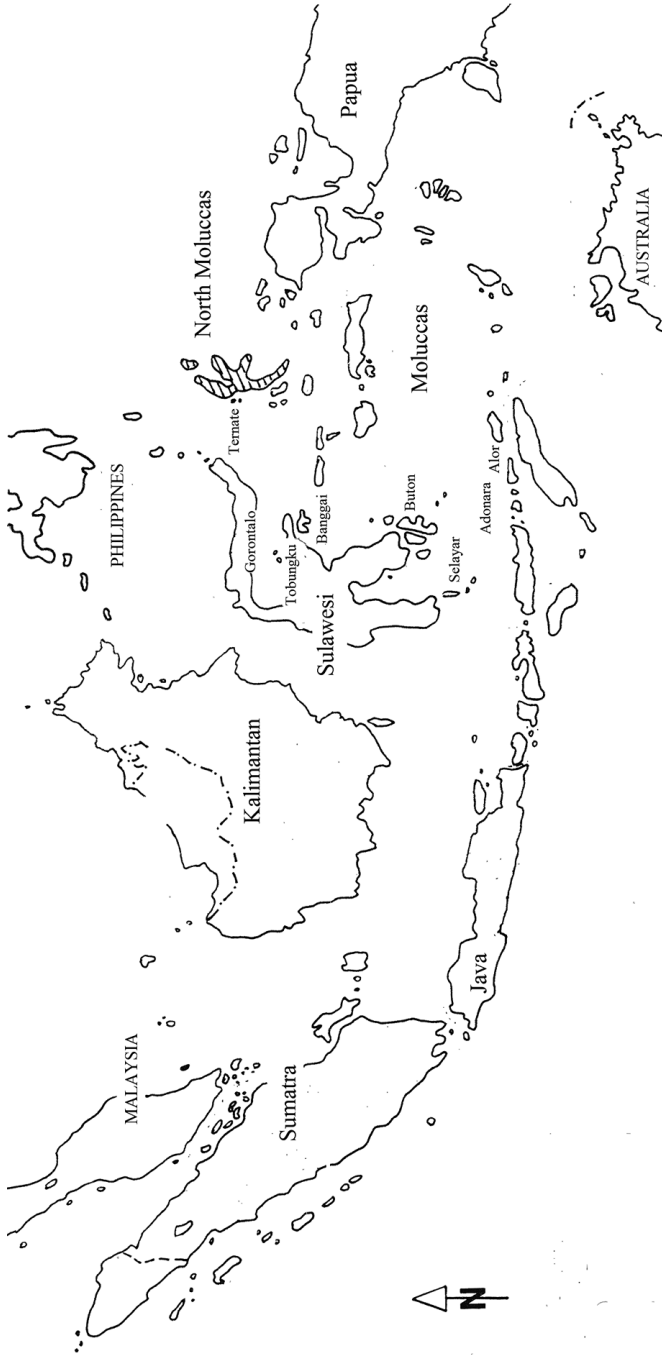 PHILIPPINES
MALAYSIA
North Moluccas
Ternate
Gorontalo
Papua
Kalimantan
Tobungku
Banggai
Sulawesi
Sumatra
Moluccas
Buton
Selayar
Java
Adonara
Alor
AUSTRALIA
N